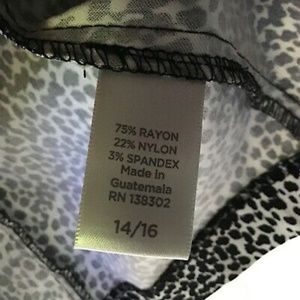 75% RAYON
22% NYLON
3% SPANDEX
Made in
Guatemala
RN 138302
14/16